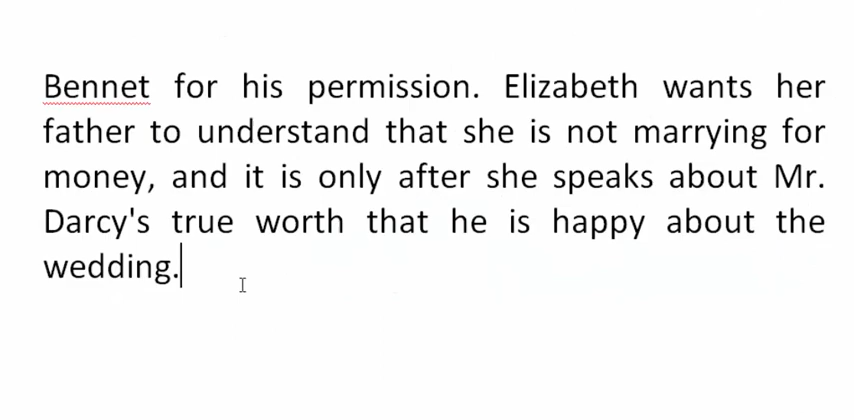 Bennet for his permission. Elizabeth wants her
father to understand that she is not marrying for
money, and it is only after she speaks about Mr.
Darcy's true worth that he is happy about the
wedding.